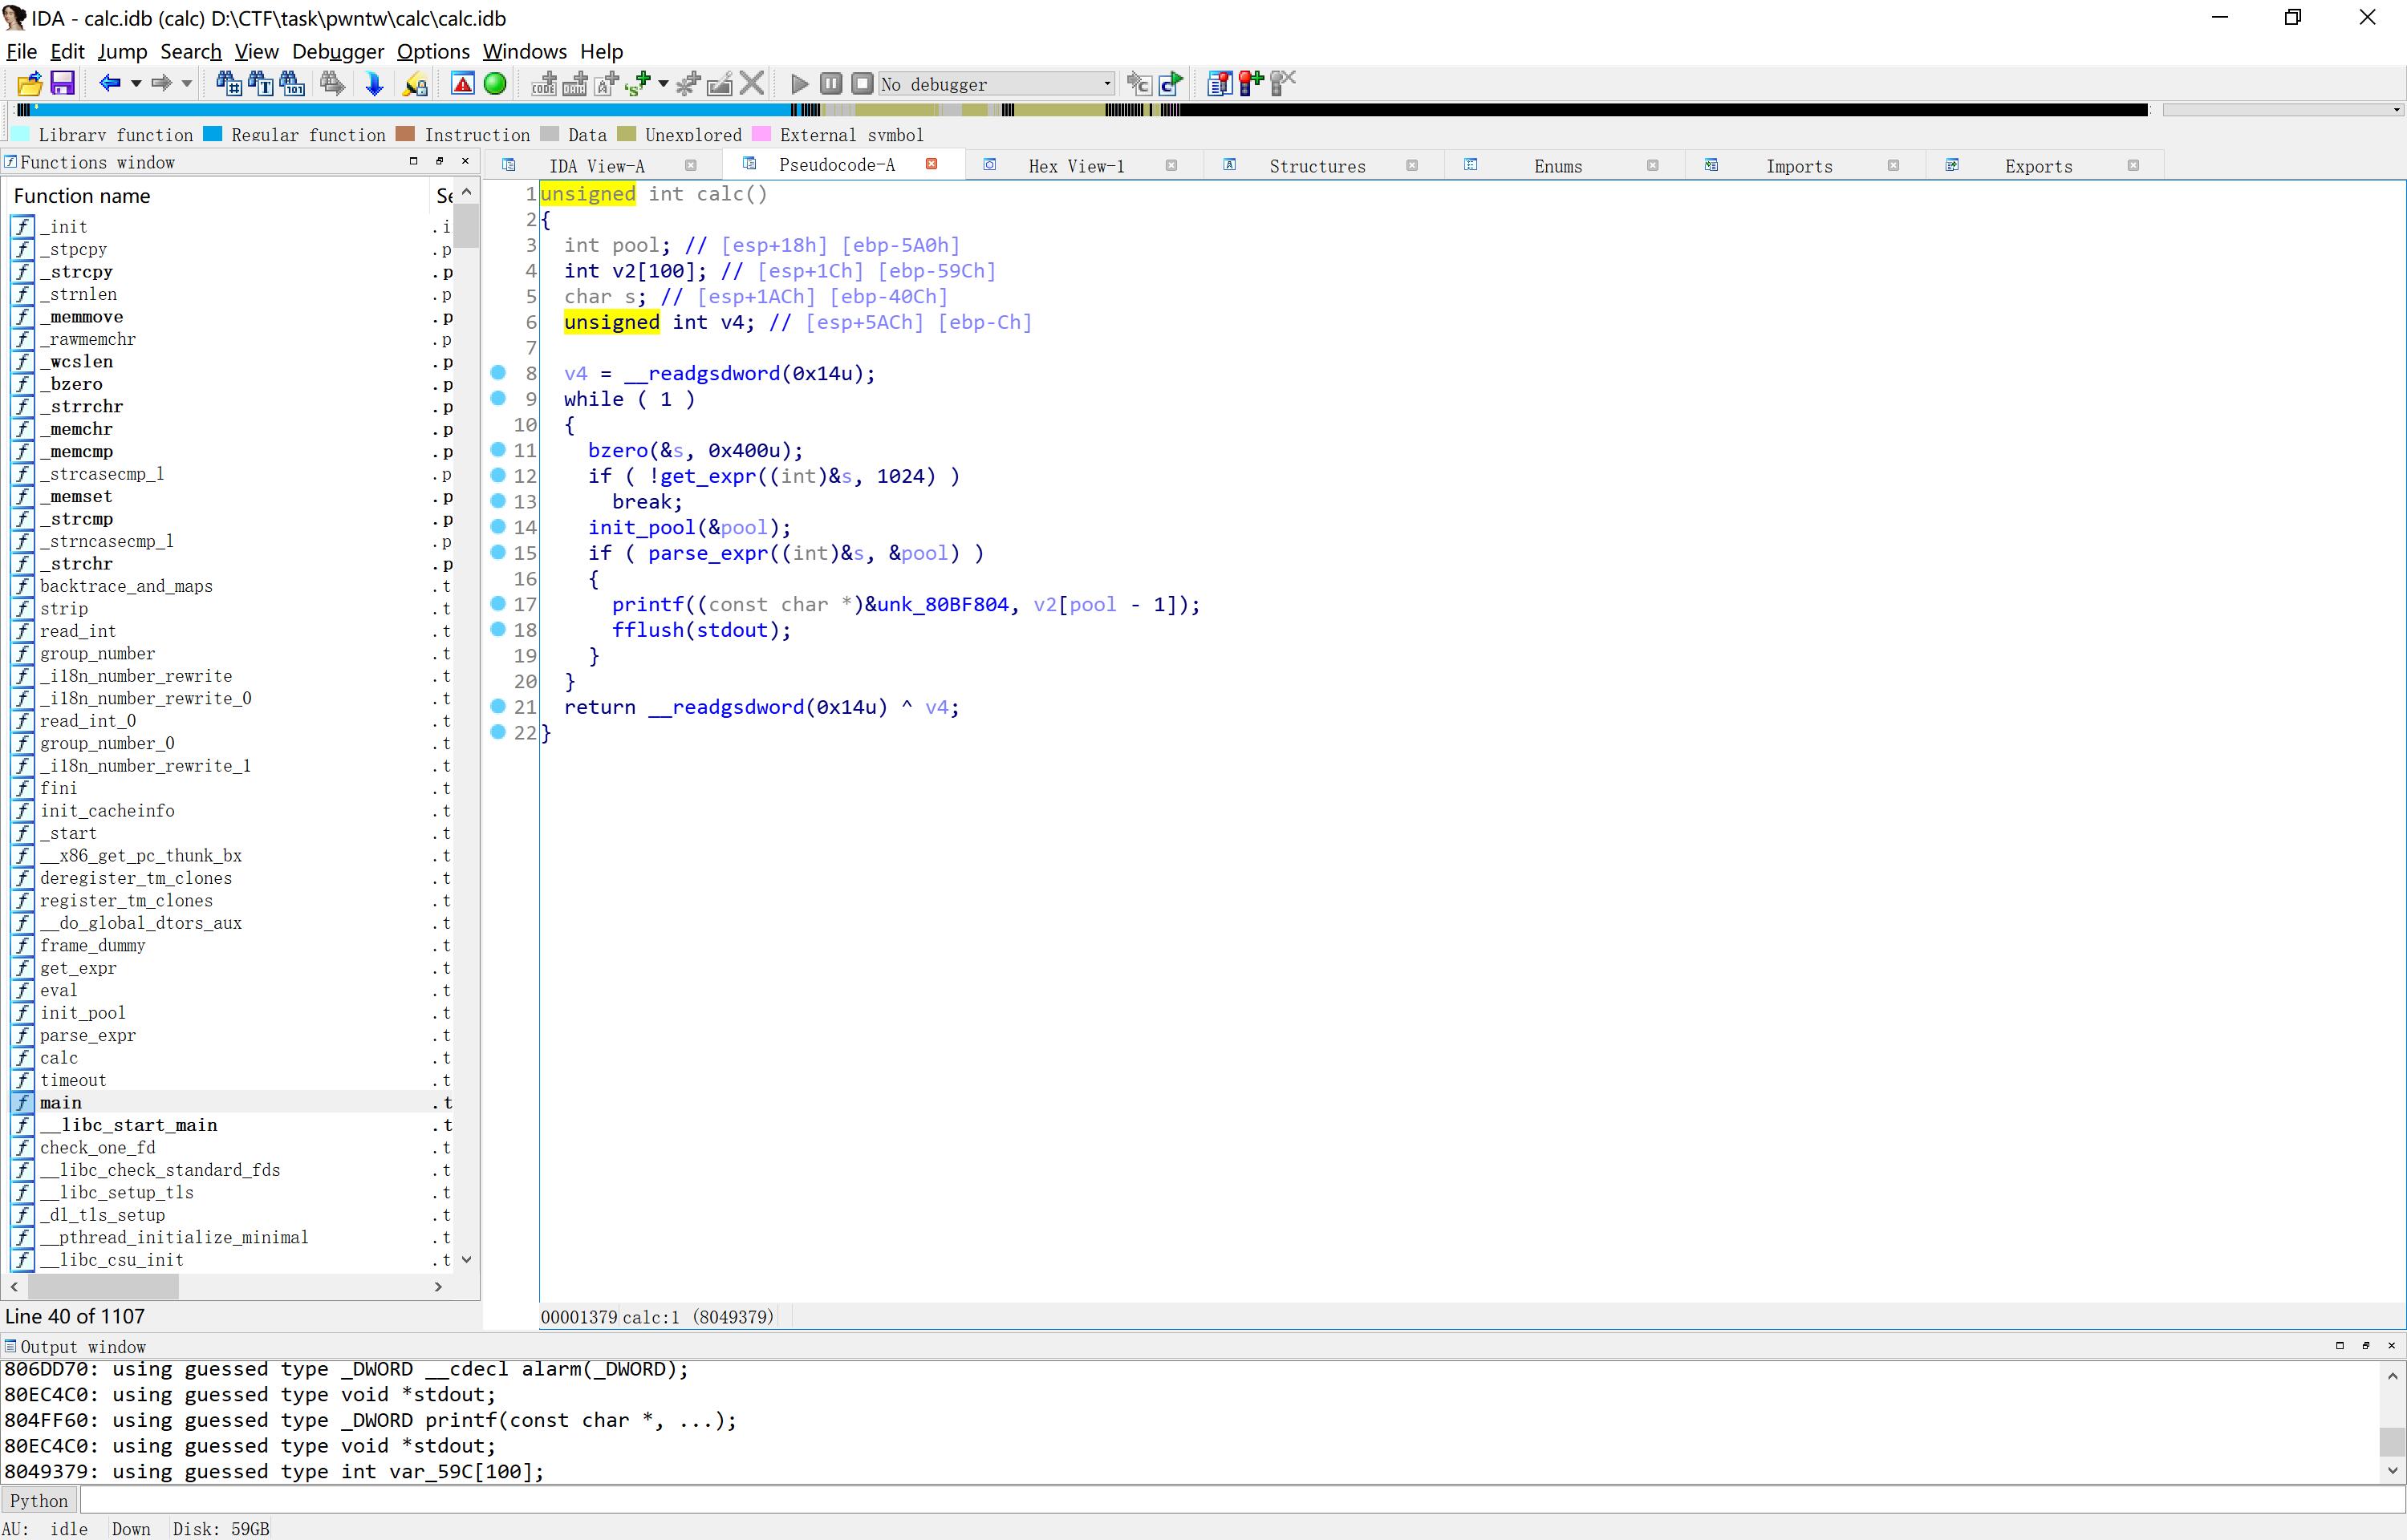 IDA - calc.idb (calc) D:\CTF\task\pwntw\calc\calc.idb
File Edit Jump Search View Debugger Options Windows Help
No debugger
Library function Regular function Instruction Data Unexplored External symbol
Functions window
IDA View-A Pseudocode-A Hex View-1 Structures Enums Imports Exports
Function name Se
_init .i
_stpcpy .p
_strcpy .p
_strnlen .p
_memmove .p
_rawmemchr .p
_wcslen .p
_bzero .p
_strrchr .p
_memchr .p
_memcmp .p
_strcasecmp_l .p
_memset .p
_strcmp .p
_strncasecmp_l .p
_strchr .p
backtrace_and_maps .t
strip .t
read_int .t
group_number .t
_i18n_number_rewrite .t
_i18n_number_rewrite_0 .t
read_int_0 .t
group_number_0 .t
_i18n_number_rewrite_1 .t
fini .t
init_cacheinfo .t
_start .t
__x86_get_pc_thunk_bx .t
deregister_tm_clones .t
register_tm_clones .t
__do_global_dtors_aux .t
frame_dummy .t
get_expr .t
eval .t
init_pool .t
parse_expr .t
calc .t
timeout .t
main .t
__libc_start_main .t
check_one_fd .t
__libc_check_standard_fds .t
__libc_setup_tls .t
_dl_tls_setup .t
__pthread_initialize_minimal .t
__libc_csu_init .t
Line 40 of 1107
1 unsigned int calc()
2 {
3 int pool; // [esp+18h] [ebp-5A0h]
4 int v2[100]; // [esp+1Ch] [ebp-59Ch]
5 char s; // [esp+1ACh] [ebp-40Ch]
6 unsigned int v4; // [esp+5ACh] [ebp-Ch]
7
8 v4 = __readgsdword(0x14u);
9 while ( 1 )
10 {
11 bzero(&s, 0x400u);
12 if ( !get_expr((int)&s, 1024) )
13 break;
14 init_pool(&pool);
15 if ( parse_expr((int)&s, &pool) )
16 {
17 printf((const char *)&unk_80BF804, v2[pool - 1]);
18 fflush(stdout);
19 }
20 }
21 return __readgsdword(0x14u) ^ v4;
22 }
00001379 calc:1 (8049379)
Output window
806DD70: using guessed type _DWORD __cdecl alarm(_DWORD);
80EC4C0: using guessed type void *stdout;
804FF60: using guessed type _DWORD printf(const char *, ...);
80EC4C0: using guessed type void *stdout;
8049379: using guessed type int var_59C[100];
Python
AU: idle Down Disk: 59GB